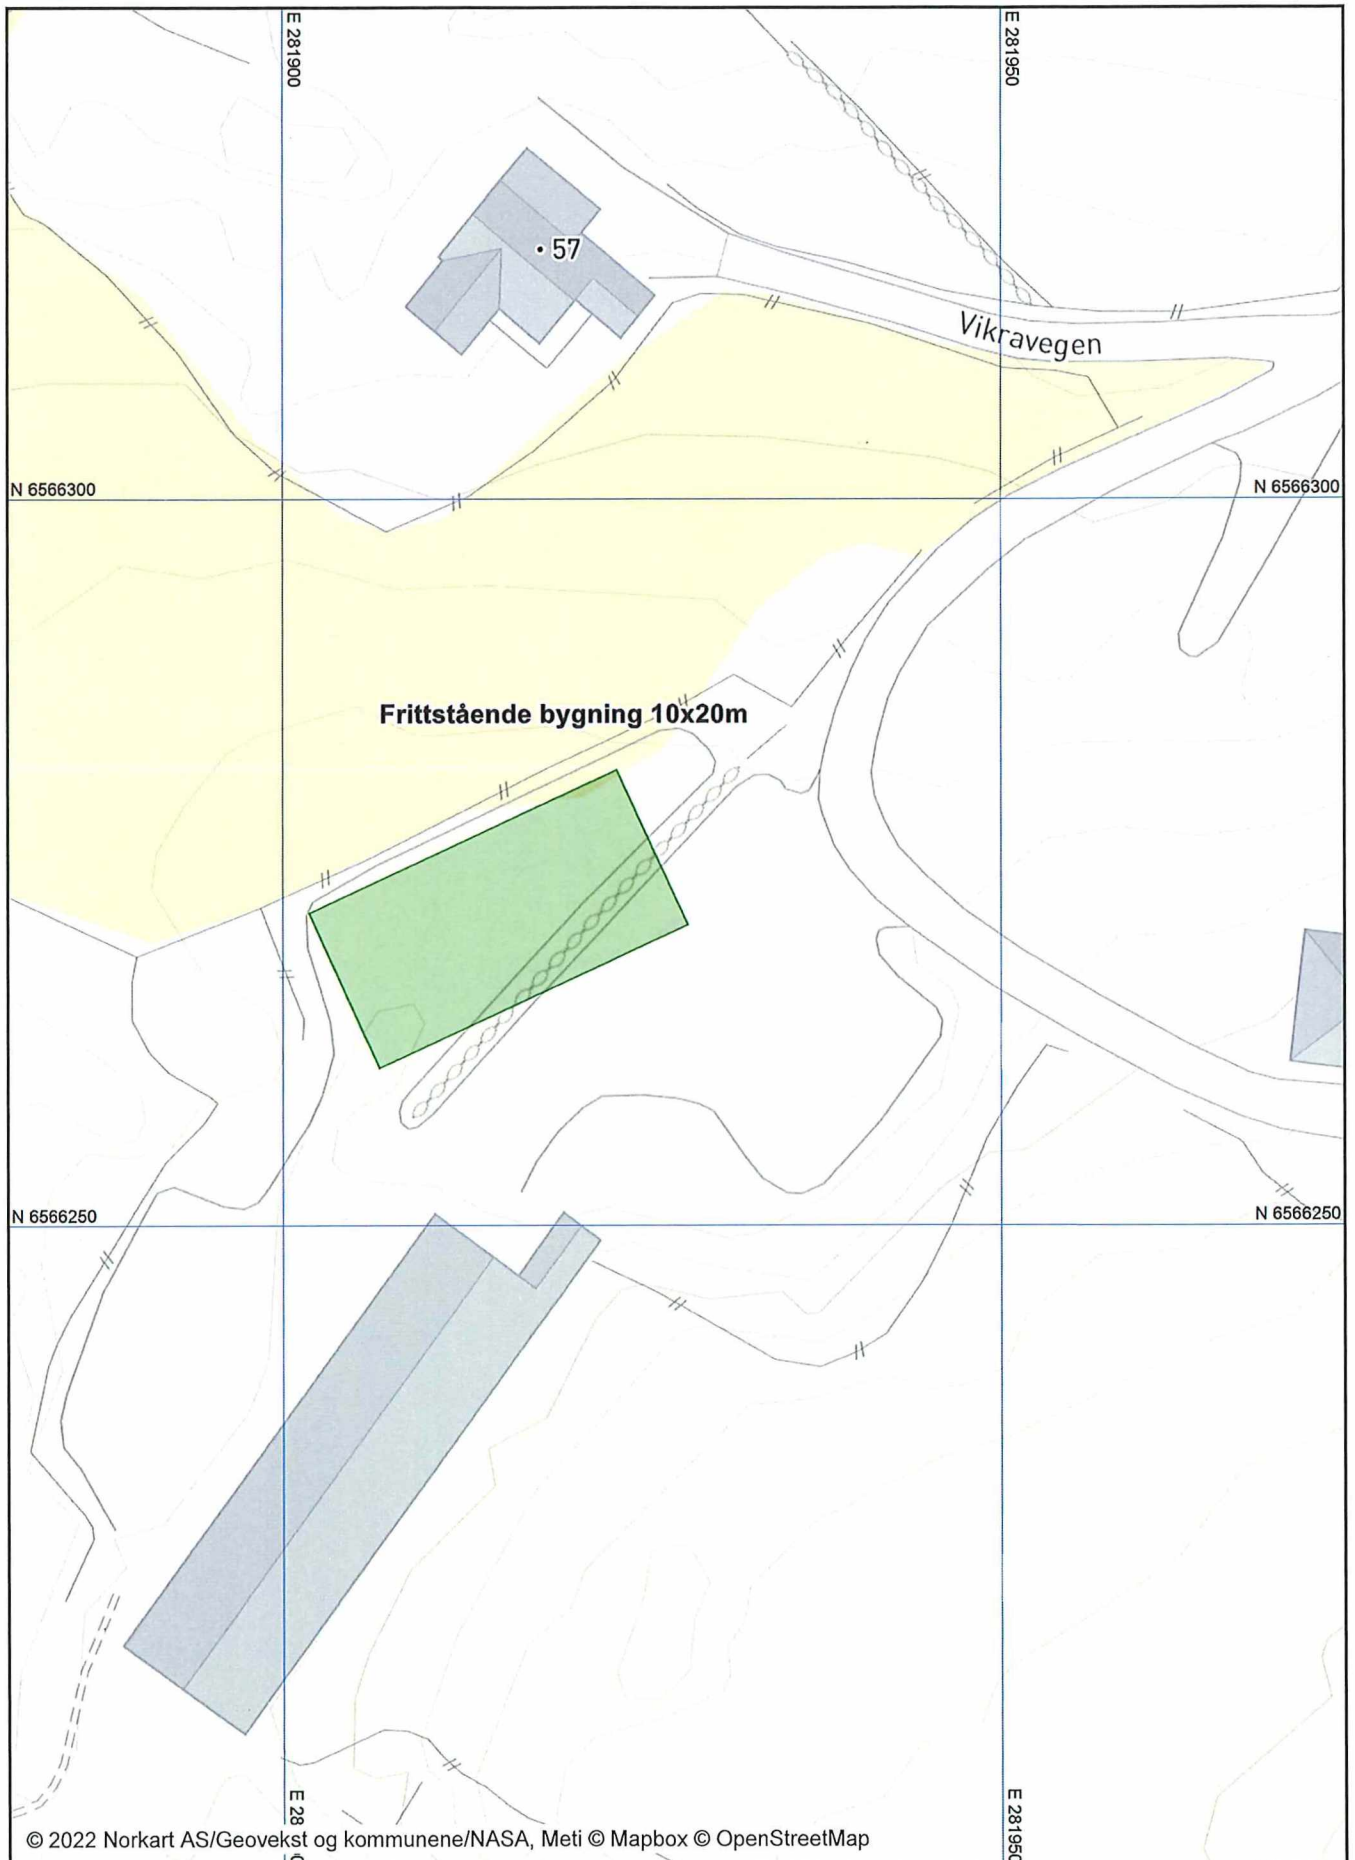 E 281900
E 281950
57
Vikravegen
N 6566300
N 6566300
Frittstående bygning 10x20m
N 6566250
N 6566250
E 28
E 281950
© 2022 Norkart AS/Geovekst og kommunene/NASA, Meti © Mapbox © OpenStreetMap